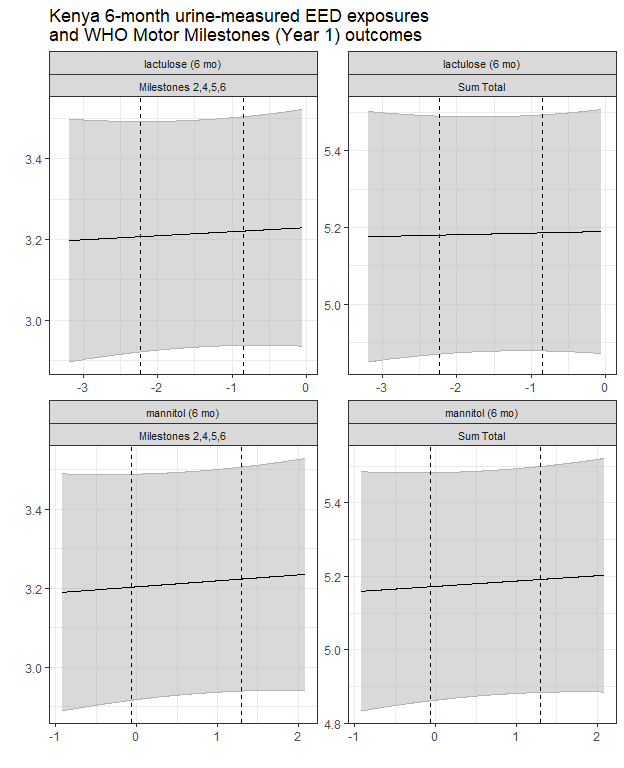 Kenya 6-month urine-measured EED exposures
and WHO Motor Milestones (Year 1) outcomes
lactulose (6 mo)
Milestones 2,4,5,6
3.4
3.2
3.0
-3
-2
-1
0
lactulose (6 mo)
Sum Total
5.4
5.2
5.0
-3
-2
-1
0
mannitol (6 mo)
Milestones 2,4,5,6
3.4
3.2
3.0
-1
0
1
2
mannitol (6 mo)
Sum Total
5.4
5.2
5.0
4.8
-1
0
1
2